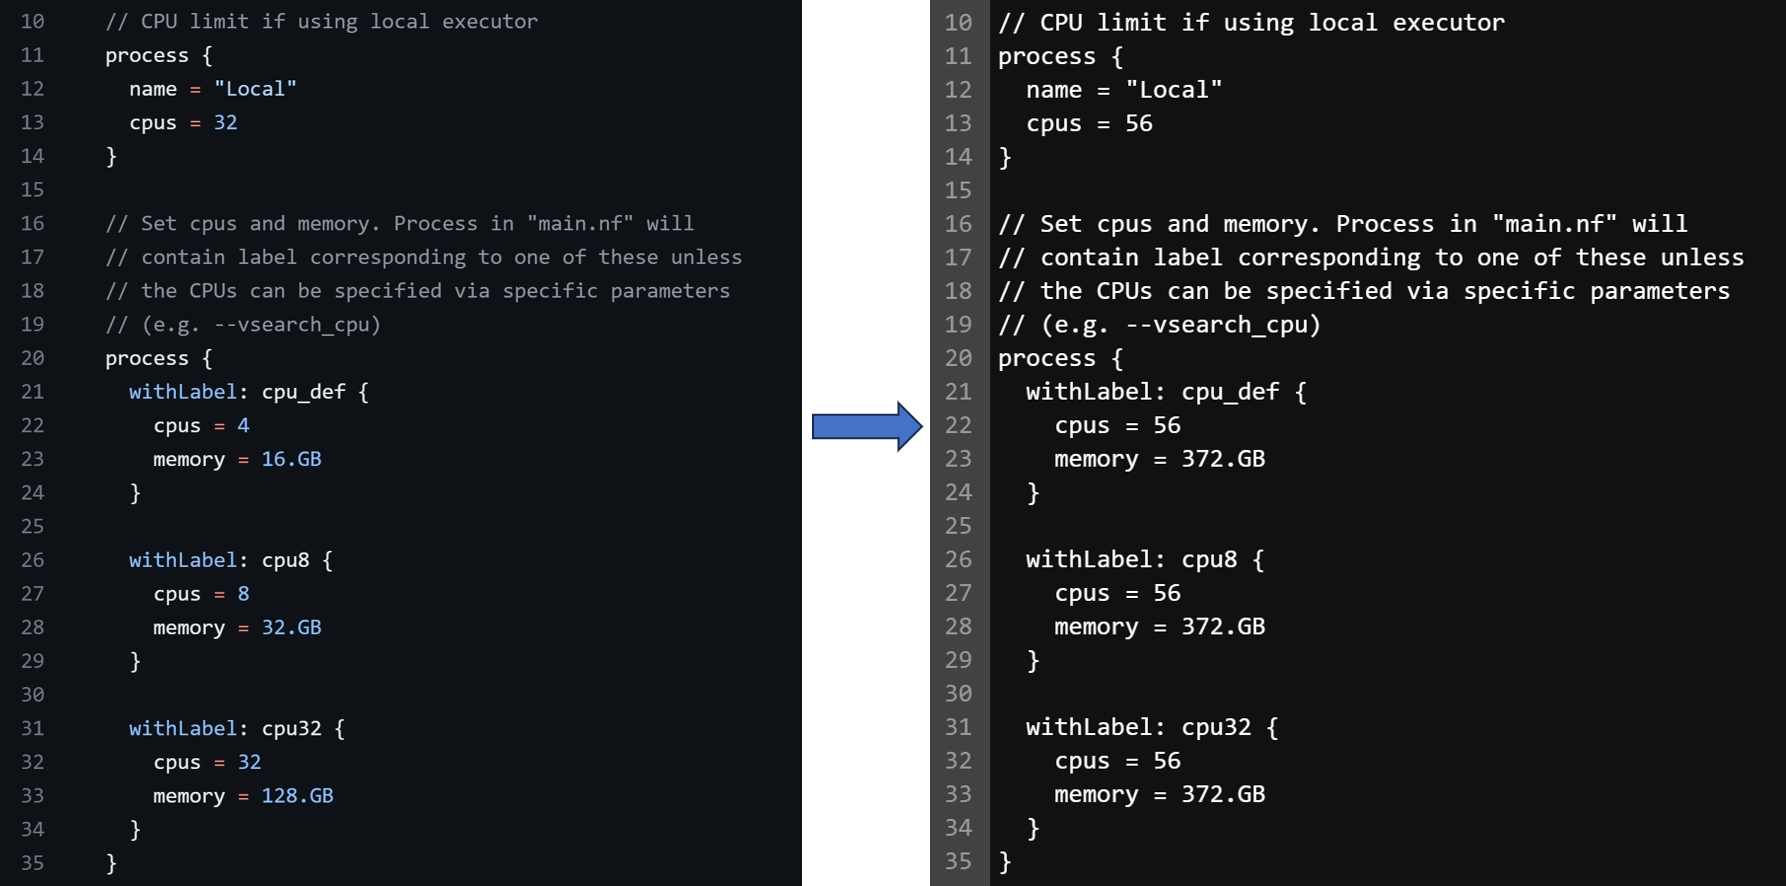 10 // CPU limit if using local executor
11 process {
12   name = "Local"
13   cpus = 32
14 }
15
16 // Set cpus and memory. Process in "main.nf" will
17 // contain label corresponding to one of these unless
18 // the CPUs can be specified via specific parameters
19 // (e.g. --vsearch_cpu)
20 process {
21   withLabel: cpu_def {
22     cpus = 4
23     memory = 16.GB
24   }
25
26   withLabel: cpu8 {
27     cpus = 8
28     memory = 32.GB
29   }
30
31   withLabel: cpu32 {
32     cpus = 32
33     memory = 128.GB
34   }
35 }
10 // CPU limit if using local executor
11 process {
12   name = "Local"
13   cpus = 56
14 }
15
16 // Set cpus and memory. Process in "main.nf" will
17 // contain label corresponding to one of these unless
18 // the CPUs can be specified via specific parameters
19 // (e.g. --vsearch_cpu)
20 process {
21   withLabel: cpu_def {
22     cpus = 56
23     memory = 372.GB
24   }
25
26   withLabel: cpu8 {
27     cpus = 56
28     memory = 372.GB
29   }
30
31   withLabel: cpu32 {
32     cpus = 56
33     memory = 372.GB
34   }
35 }